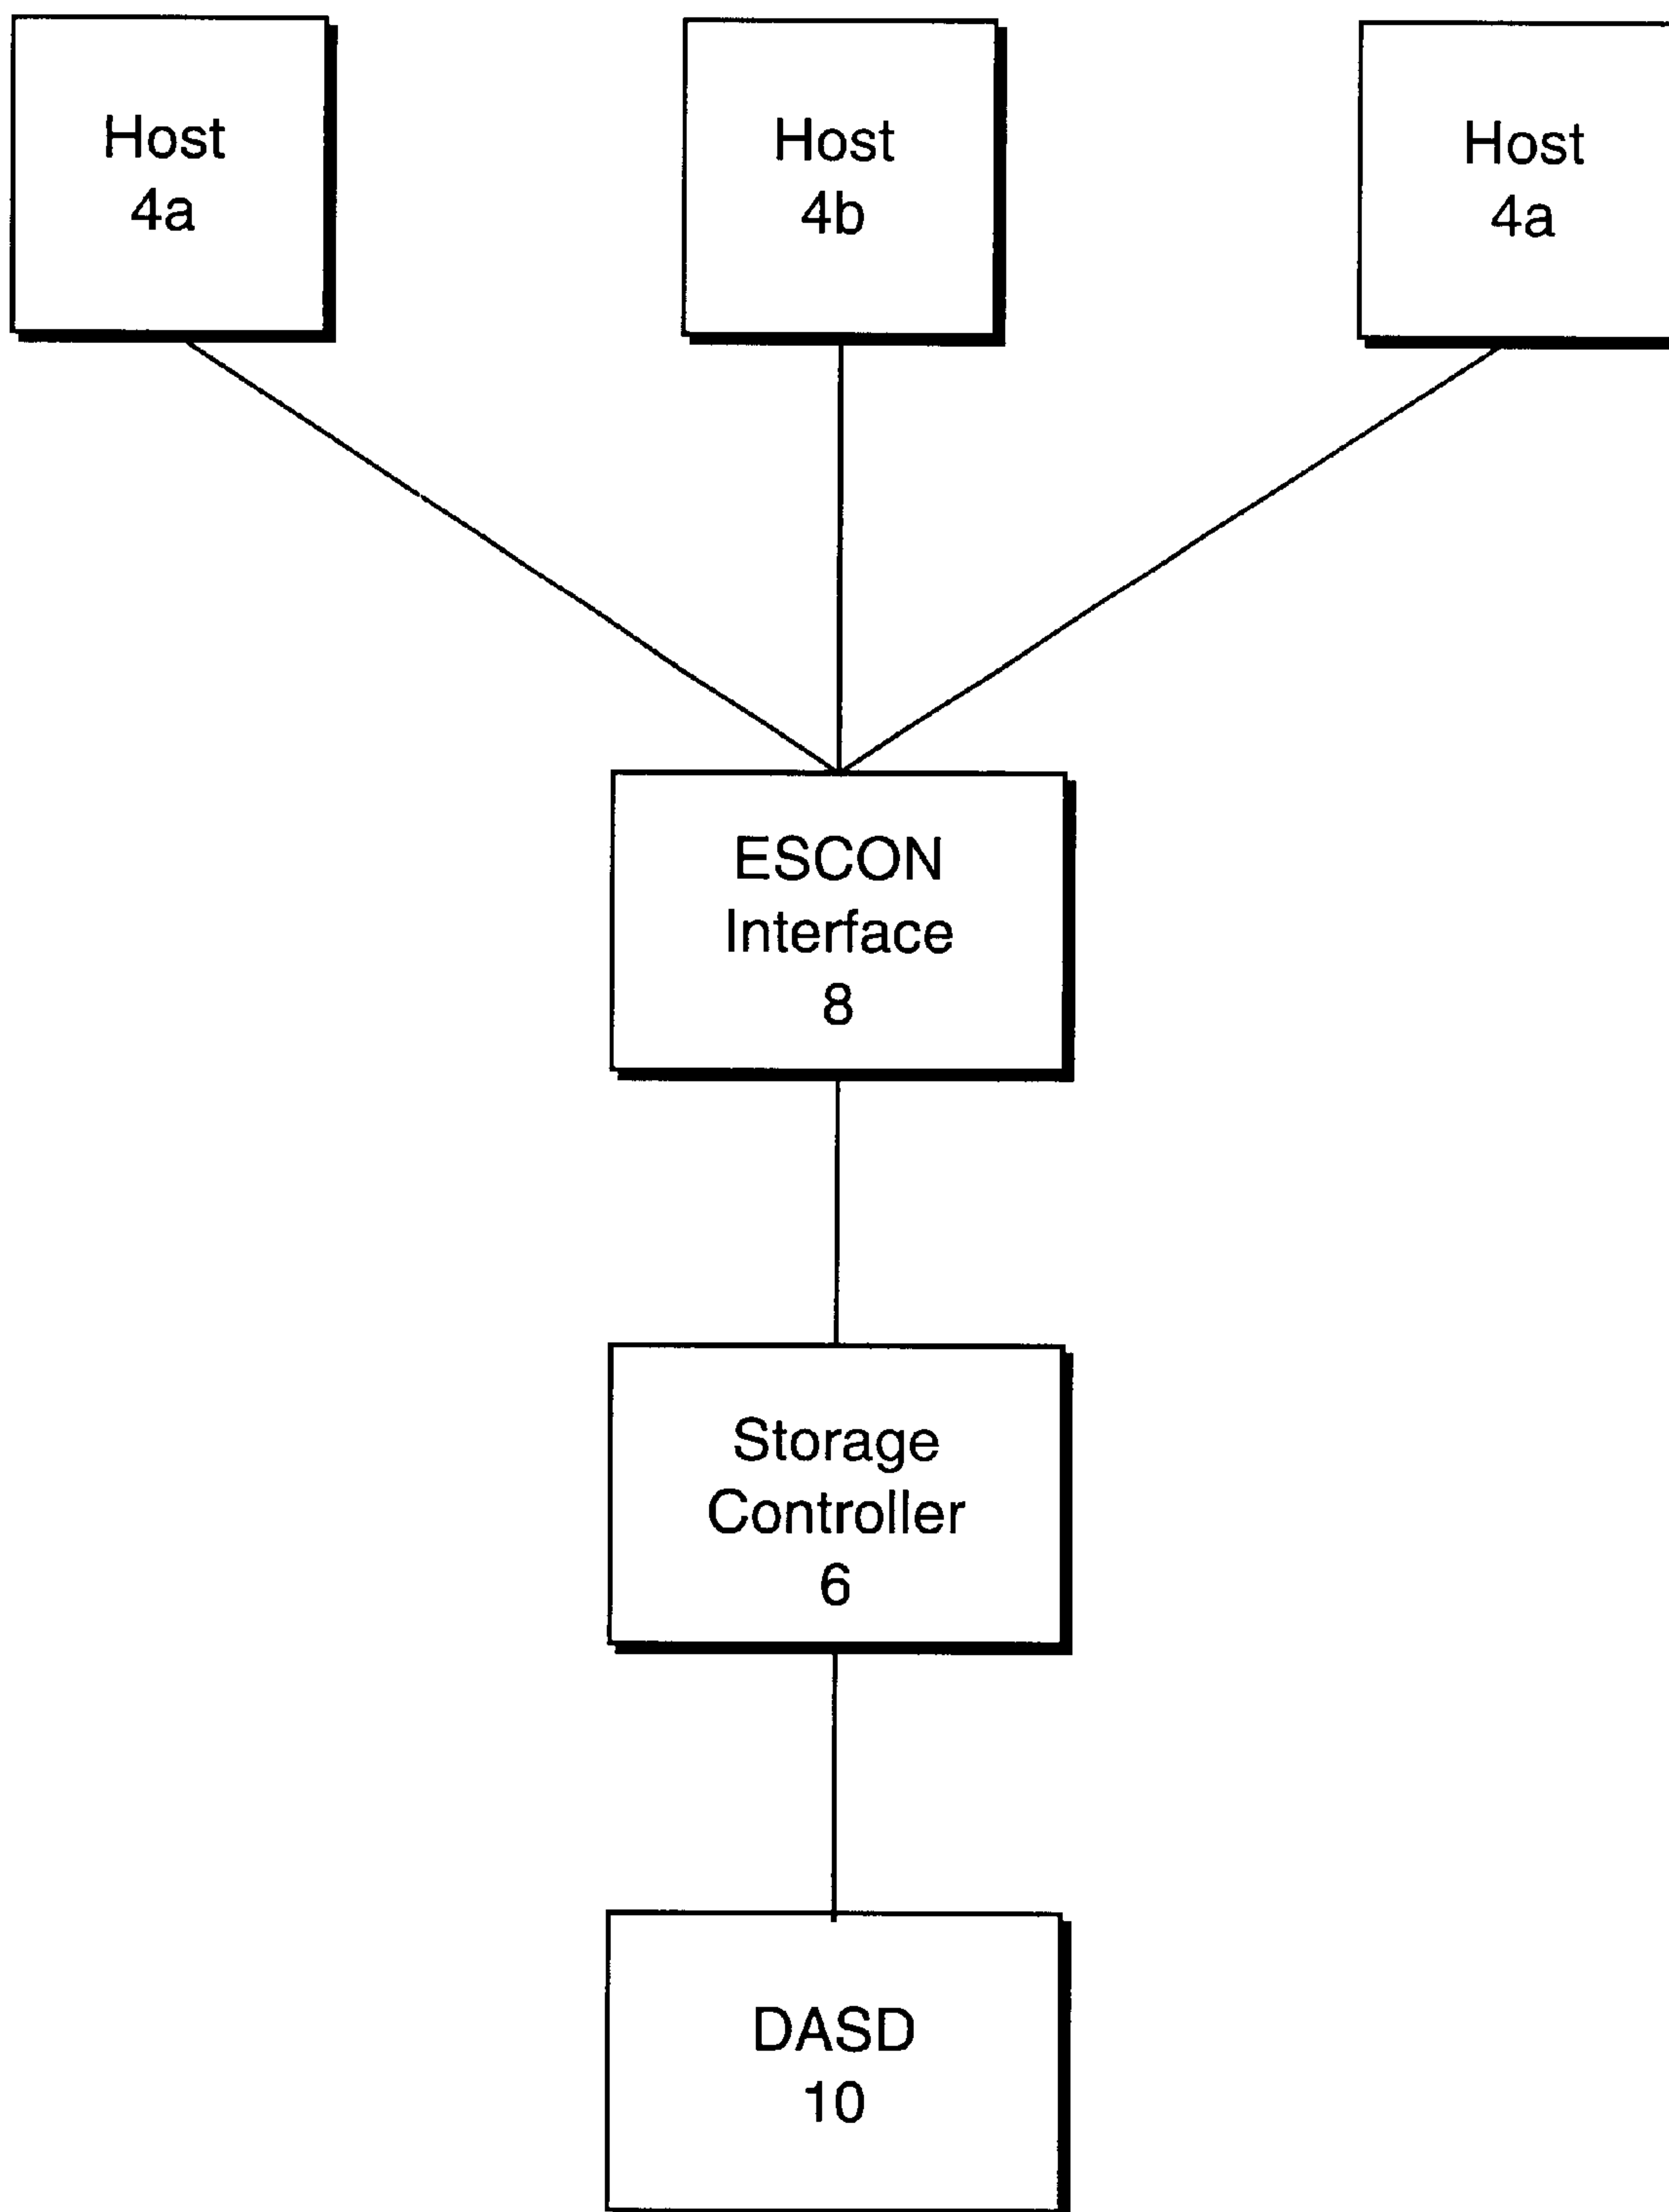 Host
4a
Host
4b
Host
4a
ESCON
Interface
8
Storage
Controller
6
DASD
10